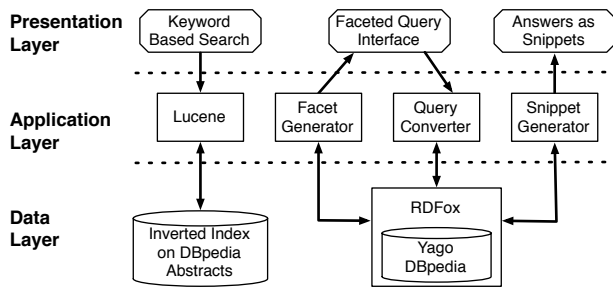 Presentation
Layer
Keyword
Based Search
Faceted Query
Interface
Answers as
Snippets
Application
Layer
Lucene
Facet
Generator
Query
Converter
Snippet
Generator
Data
Layer
Inverted Index
on DBpedia
Abstracts
RDFox
Yago
DBpedia